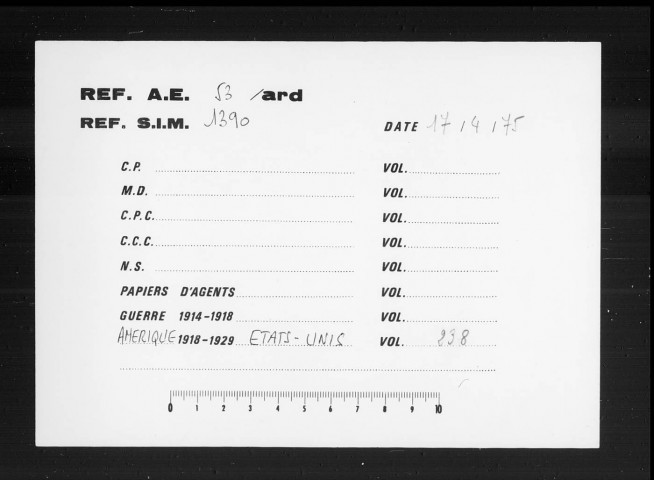 REF. A.E. 53 /ard
REF. S.I.M. 1390 DATE 17 / 4 / 75
C.P. VOL.
M.D. VOL.
C.P.C. VOL.
C.C.C. VOL.
N.S. VOL.
PAPIERS D'AGENTS VOL.
GUERRE 1914-1918 VOL.
AMERIQUE 1918-1929 ETATS-UNIS VOL. 238
0 1 2 3 4 5 6 7 8 9 10